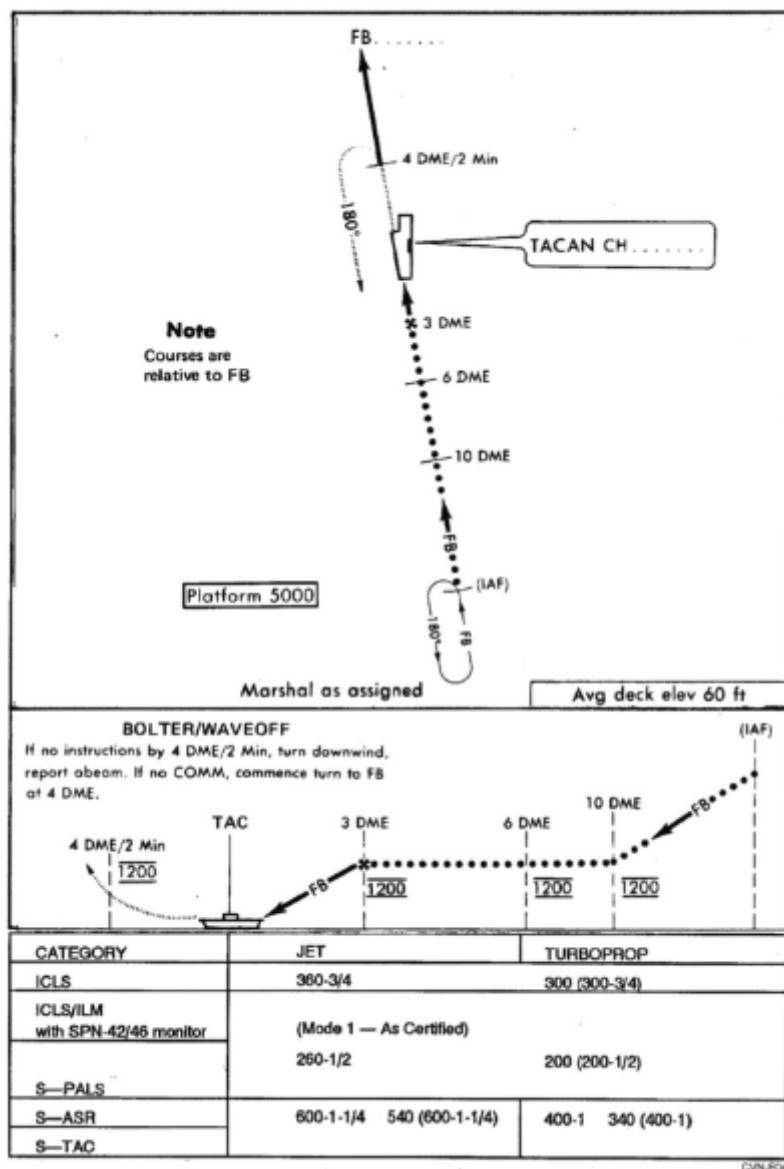 FB.......
4 DME/2 Min
180°
TACAN CH.......
3 DME
Note
Courses are
relative to FB
6 DME
10 DME
FB
Platform 5000
(IAF)
180°
FB
Marshal as assigned
Avg deck elev 60 ft
BOLTER/WAVEOFF
If no instructions by 4 DME/2 Min, turn downwind,
report abeam. If no COMM, commence turn to FB
at 4 DME.
(IAF)
10 DME
FB
TAC
3 DME
6 DME
4 DME/2 Min
1200
FB
1200
1200
1200
CATEGORY JET TURBOPROP
ICLS 360-3/4 300 (300-3/4)
ICLS/ILM
with SPN-42/46 monitor (Mode 1 — As Certified)
260-1/2 200 (200-1/2)
S—PALS
S—ASR 600-1-1/4 540 (600-1-1/4) 400-1 340 (400-1)
S—TAC